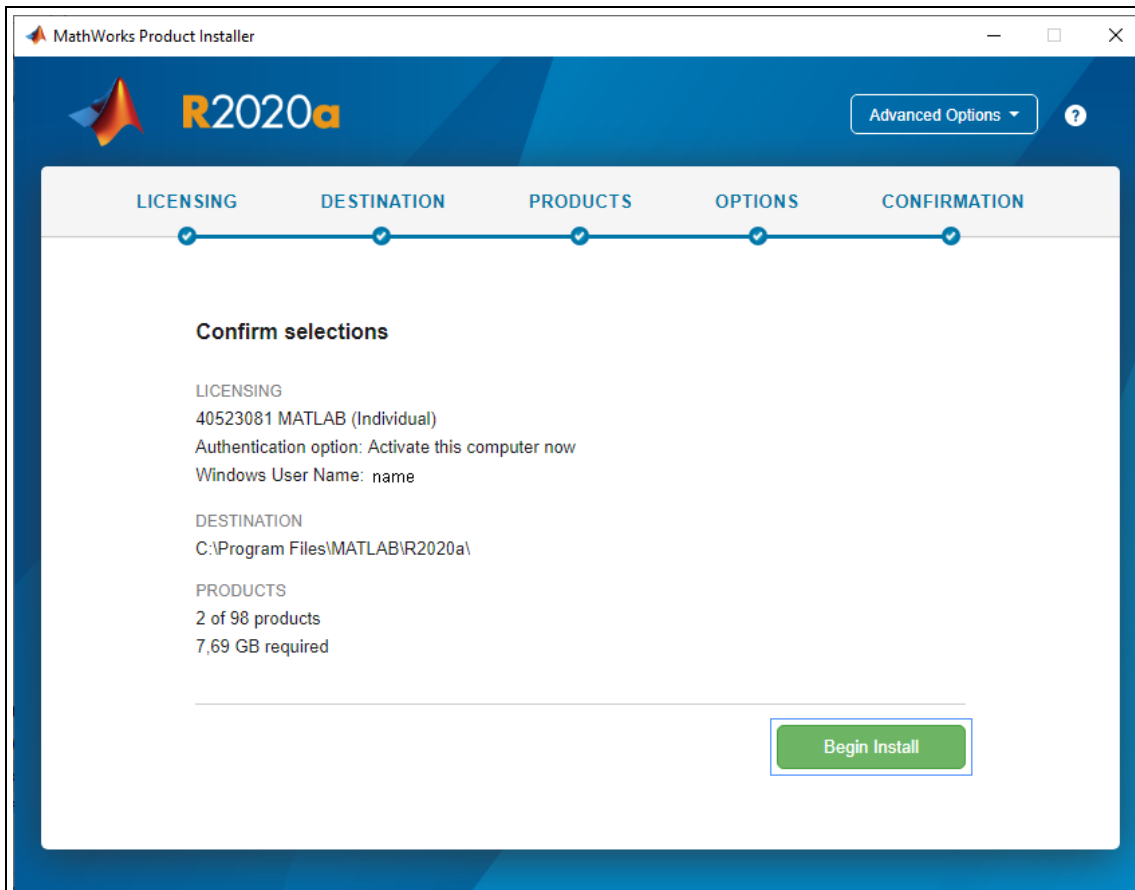 MathWorks Product Installer
R2020a
Advanced Options
?
LICENSING DESTINATION PRODUCTS OPTIONS CONFIRMATION
Confirm selections
LICENSING
40523081 MATLAB (Individual)
Authentication option: Activate this computer now
Windows User Name: name
DESTINATION
C:\Program Files\MATLAB\R2020a\
PRODUCTS
2 of 98 products
7,69 GB required
Begin Install